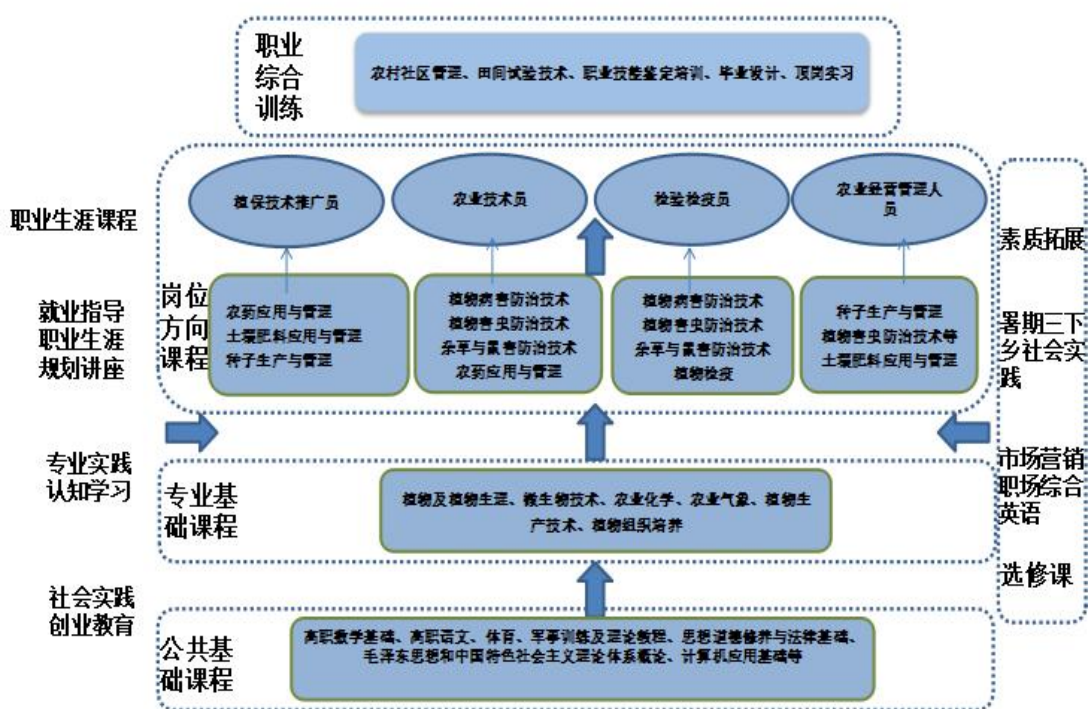 职业
综合
训练
农村社区管理、田间试验技术、职业技能鉴定培训、毕业设计、顶岗实习
植保技术推广员
农业技术员
检验检疫员
农业经营管理人
员
职业生涯课程
就业指导
职业生涯
规划讲座
岗位
方向
课程
农药应用与管理
土壤肥料应用与管理
种子生产与管理
植物病害防治技术
植物害虫防治技术
杂草与鼠害防治技术
农药应用与管理
植物病害防治技术
植物害虫防治技术
杂草与鼠害防治技术
植物检疫
种子生产与管理
植物害虫防治技术等
土壤肥料应用与管理
素质拓展
暑期三下
乡社会实
践
市场营销
职场综合
英语
选修课
专业实践
认知学习
专业基
础课程
植物及植物生理、微生物技术、农业化学、农业气象、植物生
产技术、植物组织培养
社会实践
创业教育
公共基
础课程
高职数学基础、高职语文、体育、军事训练及理论教程、思想道德修养与法律基础、
毛泽东思想和中国特色社会主义理论体系概论、计算机应用基础等